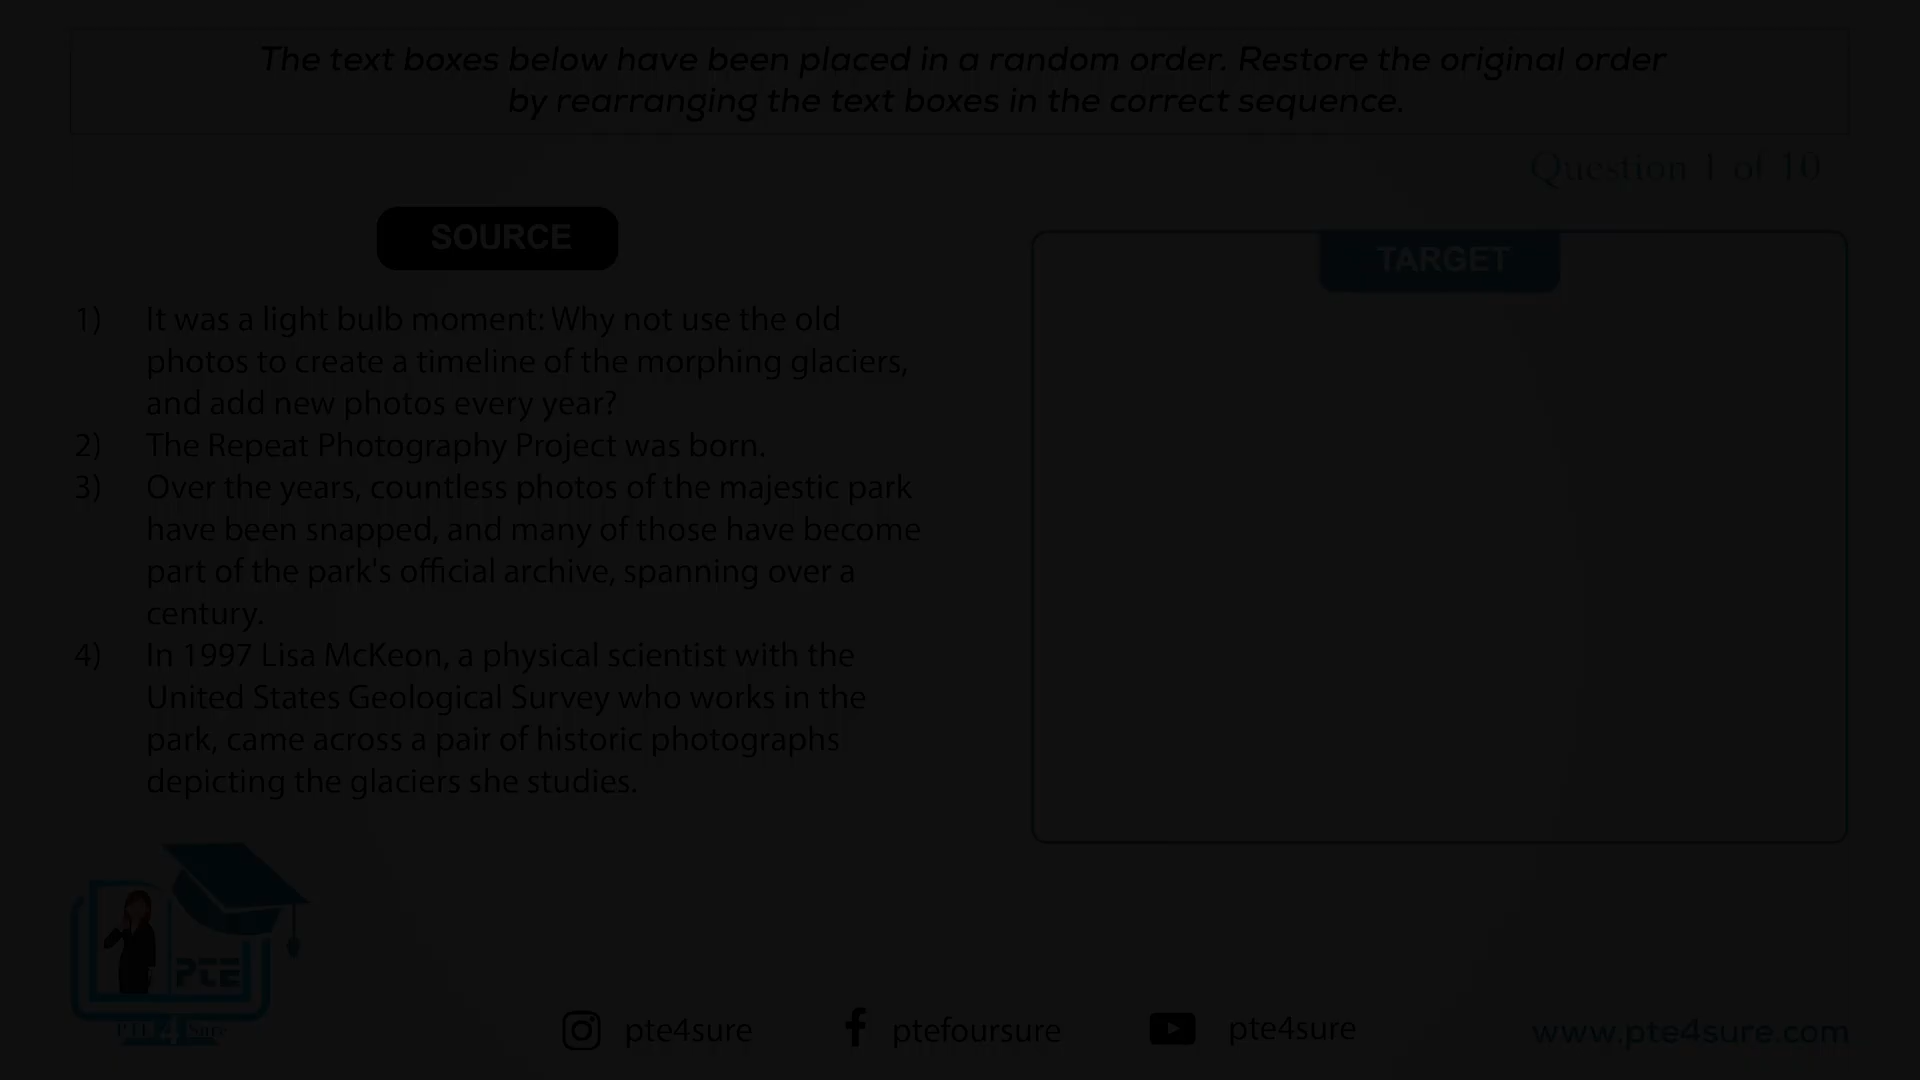 The text boxes below have been placed in a random order. Restore the original order
by rearranging the text boxes in the correct sequence.
Question 1 of 10
SOURCE
TARGET
1) It was a light bulb moment: Why not use the old
photos to create a timeline of the morphing glaciers,
and add new photos every year?
2) The Repeat Photography Project was born.
3) Over the years, countless photos of the majestic park
have been snapped, and many of those have become
part of the park's official archive, spanning over a
century.
4) In 1997 Lisa McKeon, a physical scientist with the
United States Geological Survey who works in the
park, came across a pair of historic photographs
depicting the glaciers she studies.
PTE
PTE 4 Sure
pte4sure
ptefoursure
pte4sure
www.pte4sure.com